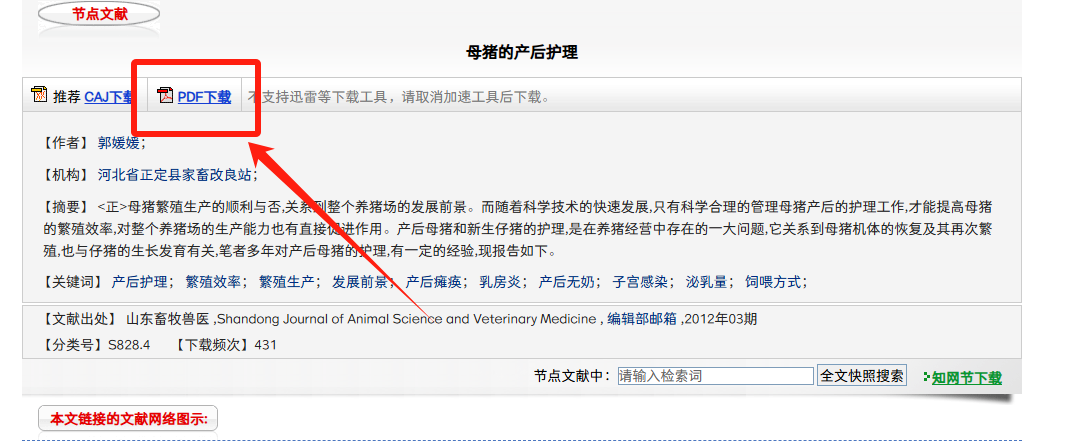 节点文献
母猪的产后护理
推荐 CAJ下载 PDF下载 不支持迅雷等下载工具，请取消加速工具后下载。
【作者】 郭媛媛；
【机构】 河北省正定县家畜改良站；
【摘要】 <正>母猪繁殖生产的顺利与否,关系到整个养猪场的发展前景。而随着科学技术的快速发展,只有科学合理的管理母猪产后的护理工作,才能提高母猪
的繁殖效率,对整个养猪场的生产能力也有直接促进作用。产后母猪和新生仔猪的护理,是在养猪经营中存在的一大问题,它关系到母猪机体的恢复及其再次繁
殖,也与仔猪的生长发育有关,笔者多年对产后母猪的护理,有一定的经验,现报告如下。
【关键词】 产后护理； 繁殖效率； 繁殖生产； 发展前景； 产后瘫痪； 乳房炎； 产后无奶； 子宫感染； 泌乳量； 饲喂方式；
【文献出处】 山东畜牧兽医 ,Shandong Journal of Animal Science and Veterinary Medicine , 编辑部邮箱 ,2012年03期
【分类号】S828.4 【下载频次】431
节点文献中： 请输入检索词 全文快照搜索 知网节下载
本文链接的文献网络图示: